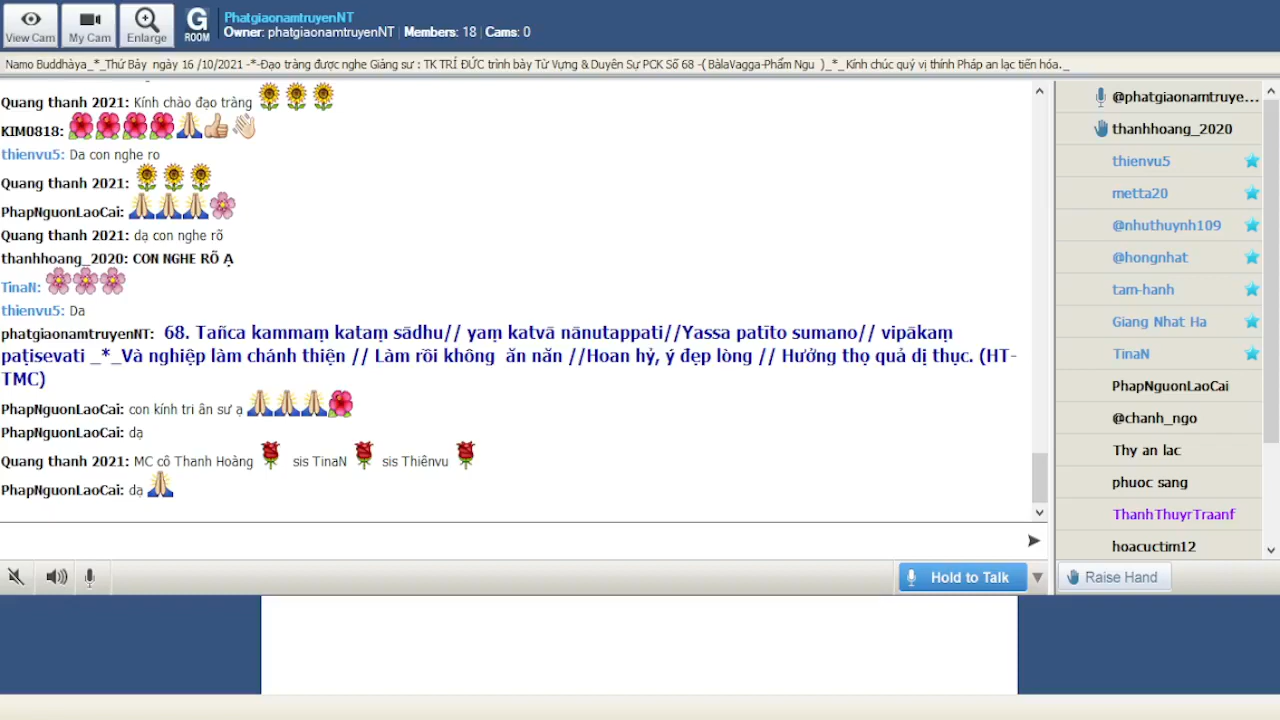 View Cam
My Cam
Enlarge
G
ROOM
PhatgiaonamtruyenNT
Owner: phatgiaonamtruyenNT | Members: 18 | Cams: 0
Namo Buddhàya_*_Thứ Bảy ngày 16 /10/2021 -*-Đạo tràng được nghe Giảng sư : TK TRÍ ĐỨC trình bày Từ Vựng & Duyên Sự PCK Số 68 -( BàlaVagga-Phẩm Ngu )_*_ Kính chúc quý vị thính Pháp an lạc tiến hóa._
Quang thanh 2021: Kính chào đạo tràng
KIM0818:
thienvu5: Da con nghe ro
Quang thanh 2021:
PhapNguonLaoCai:
Quang thanh 2021: dạ con nghe rõ
thanhhoang_2020: CON NGHE RÕ Ạ
TinaN:
thienvu5: Da
phatgiaonamtruyenNT: 68. Tañca kammaṃ kataṃ sādhu// yaṃ katvā nānutappati//Yassa patīto sumano// vipākaṃ
paṭisevati _*_Và nghiệp làm chánh thiện // Làm rồi không ăn năn //Hoan hỷ, ý đẹp lòng // Hưởng thọ quả dị thục. (HT-
TMC)
PhapNguonLaoCai: con kính tri ân sư ạ
PhapNguonLaoCai: dạ
Quang thanh 2021: MC cô Thanh Hoàng sis TinaN sis Thiênvu
PhapNguonLaoCai: dạ
@phatgiaonamtruye...
thanhhoang_2020
thienvu5
metta20
@nhuthuynh109
@hongnhat
tam-hanh
Giang Nhat Ha
TinaN
PhapNguonLaoCai
@chanh_ngo
Thy an lac
phuoc sang
ThanhThuyrTraanf
hoacuctim12
Hold to Talk
Raise Hand